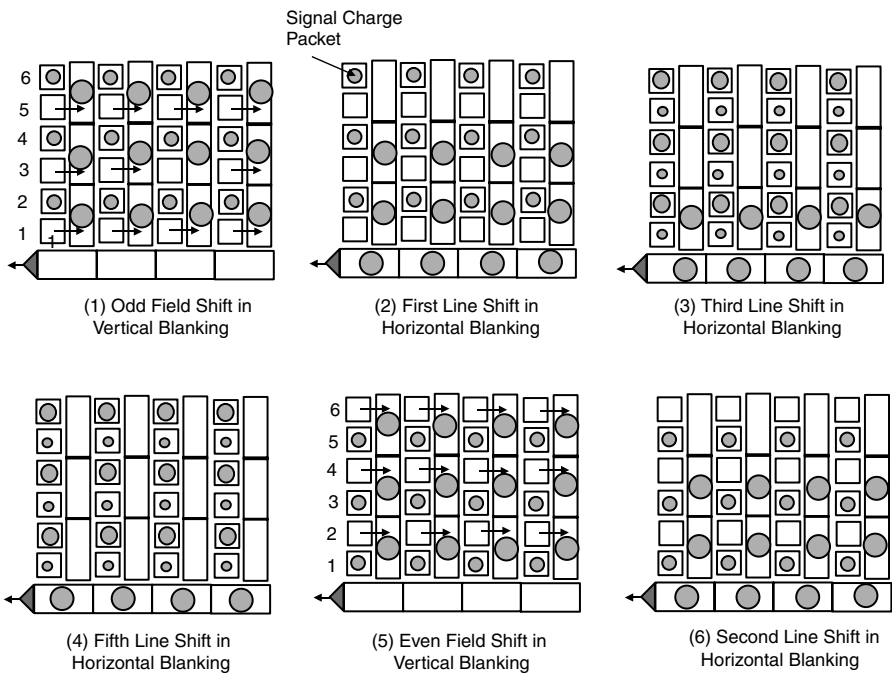 Signal Charge
Packet
6
5
4
3
2
1
1
(1) Odd Field Shift in
Vertical Blanking
(2) First Line Shift in
Horizontal Blanking
(3) Third Line Shift in
Horizontal Blanking
(4) Fifth Line Shift in
Horizontal Blanking
6
5
4
3
2
1
(5) Even Field Shift in
Vertical Blanking
(6) Second Line Shift in
Horizontal Blanking